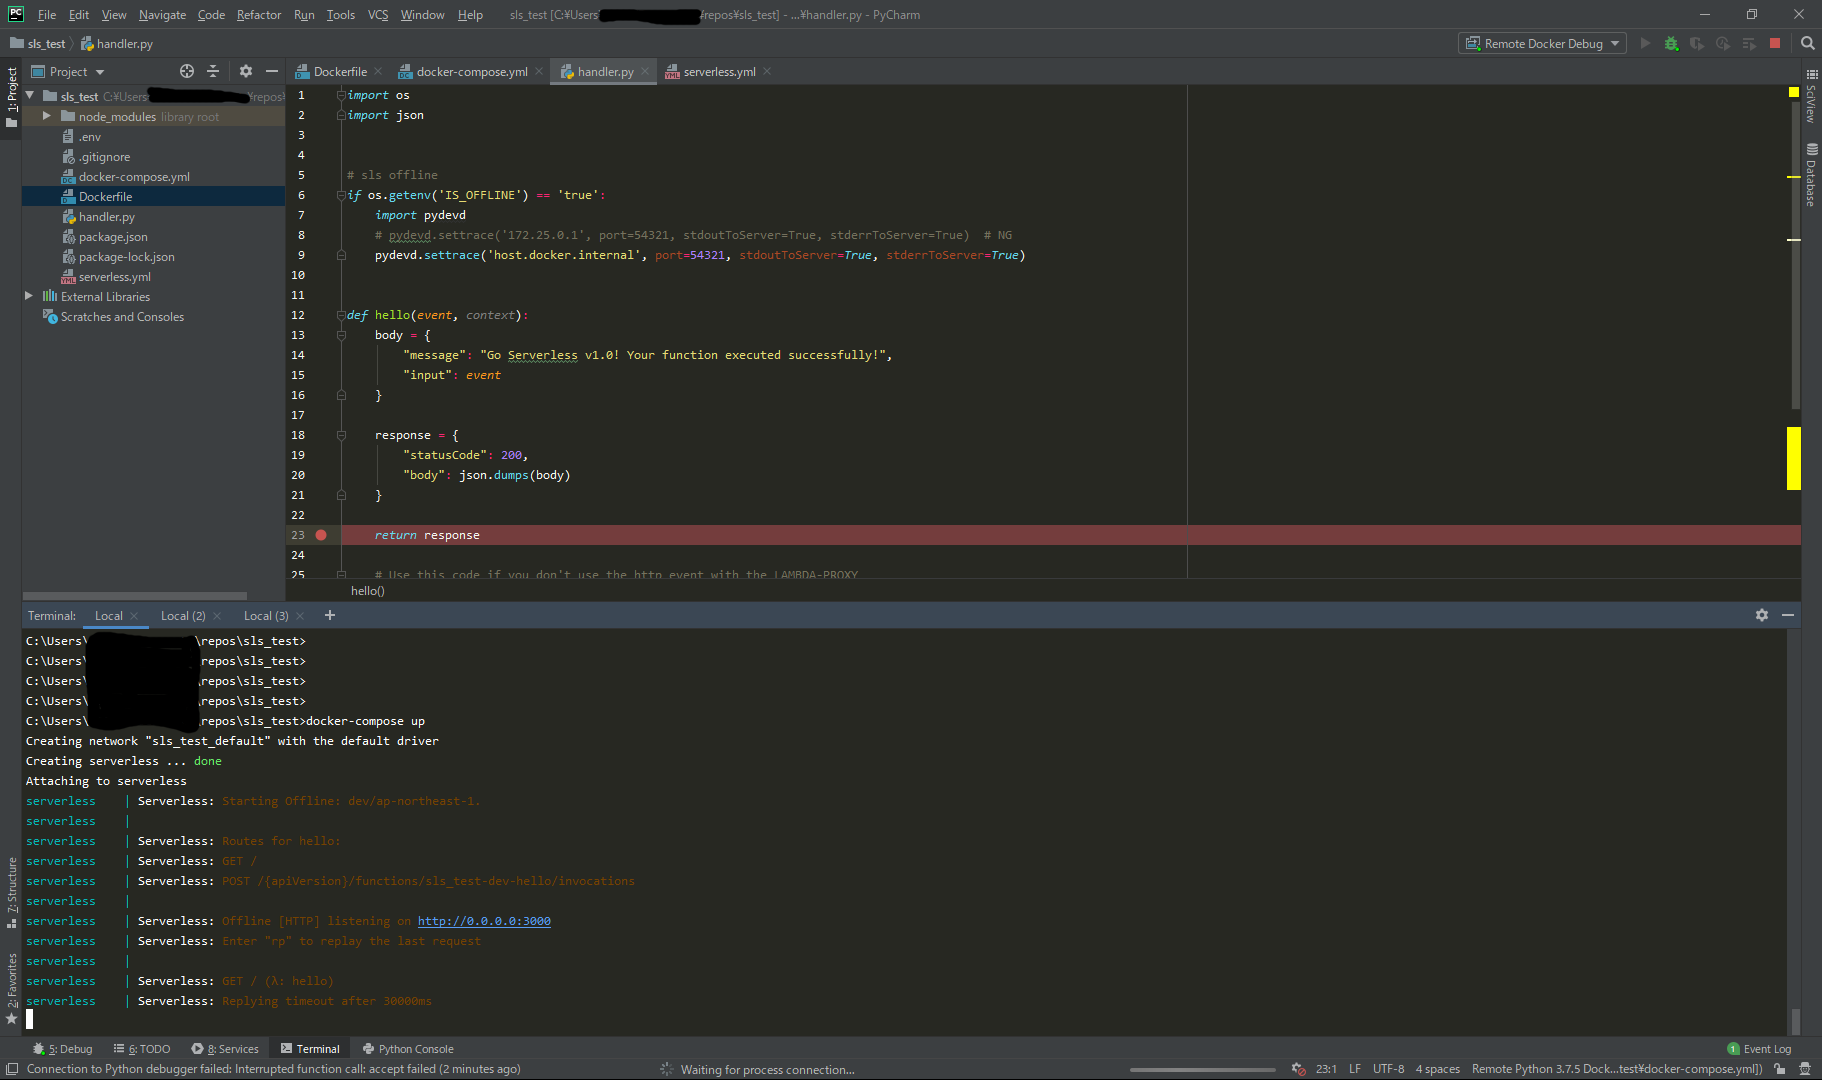 PC File Edit View Navigate Code Refactor Run Tools VCS Window Help sls_test [C:¥Users ¥repos¥sls_test] - ...¥handler.py - PyCharm
sls_test handler.py Remote Docker Debug
Project Dockerfile docker-compose.yml handler.py serverless.yml
1: Project
sls_test C:¥Users ¥repos¥
node_modules library root
.env
.gitignore
docker-compose.yml
Dockerfile
handler.py
package.json
package-lock.json
serverless.yml
External Libraries
Scratches and Consoles
1 import os
2 import json
3
4
5 # sls offline
6 if os.getenv('IS_OFFLINE') == 'true':
7 import pydevd
8 # pydevd.settrace('172.25.0.1', port=54321, stdoutToServer=True, stderrToServer=True) # NG
9 pydevd.settrace('host.docker.internal', port=54321, stdoutToServer=True, stderrToServer=True)
10
11
12 def hello(event, context):
13 body = {
14 "message": "Go Serverless v1.0! Your function executed successfully!",
15 "input": event
16 }
17
18 response = {
19 "statusCode": 200,
20 "body": json.dumps(body)
21 }
22
23 return response
24
25 # Use this code if you don't use the http event with the LAMBDA-PROXY
hello()
SciView
Database
Terminal: Local Local (2) Local (3) +
C:\Users\ \repos\sls_test>
C:\Users\ \repos\sls_test>
C:\Users\ \repos\sls_test>
C:\Users\ \repos\sls_test>
C:\Users\ \repos\sls_test>docker-compose up
Creating network "sls_test_default" with the default driver
Creating serverless ... done
Attaching to serverless
serverless | Serverless: Starting Offline: dev/ap-northeast-1.
serverless |
serverless | Serverless: Routes for hello:
serverless | Serverless: GET /
serverless | Serverless: POST /{apiVersion}/functions/sls_test-dev-hello/invocations
serverless |
serverless | Serverless: Offline [HTTP] listening on http://0.0.0.0:3000
serverless | Serverless: Enter "rp" to replay the last request
serverless |
serverless | Serverless: GET / (λ: hello)
serverless | Serverless: Replying timeout after 30000ms
7: Structure
2: Favorites
5: Debug 6: TODO 8: Services Terminal Python Console 1 Event Log
Connection to Python debugger failed: Interrupted function call: accept failed (2 minutes ago) Waiting for process connection... 23:1 LF UTF-8 4 spaces Remote Python 3.7.5 Dock...test¥docker-compose.yml])